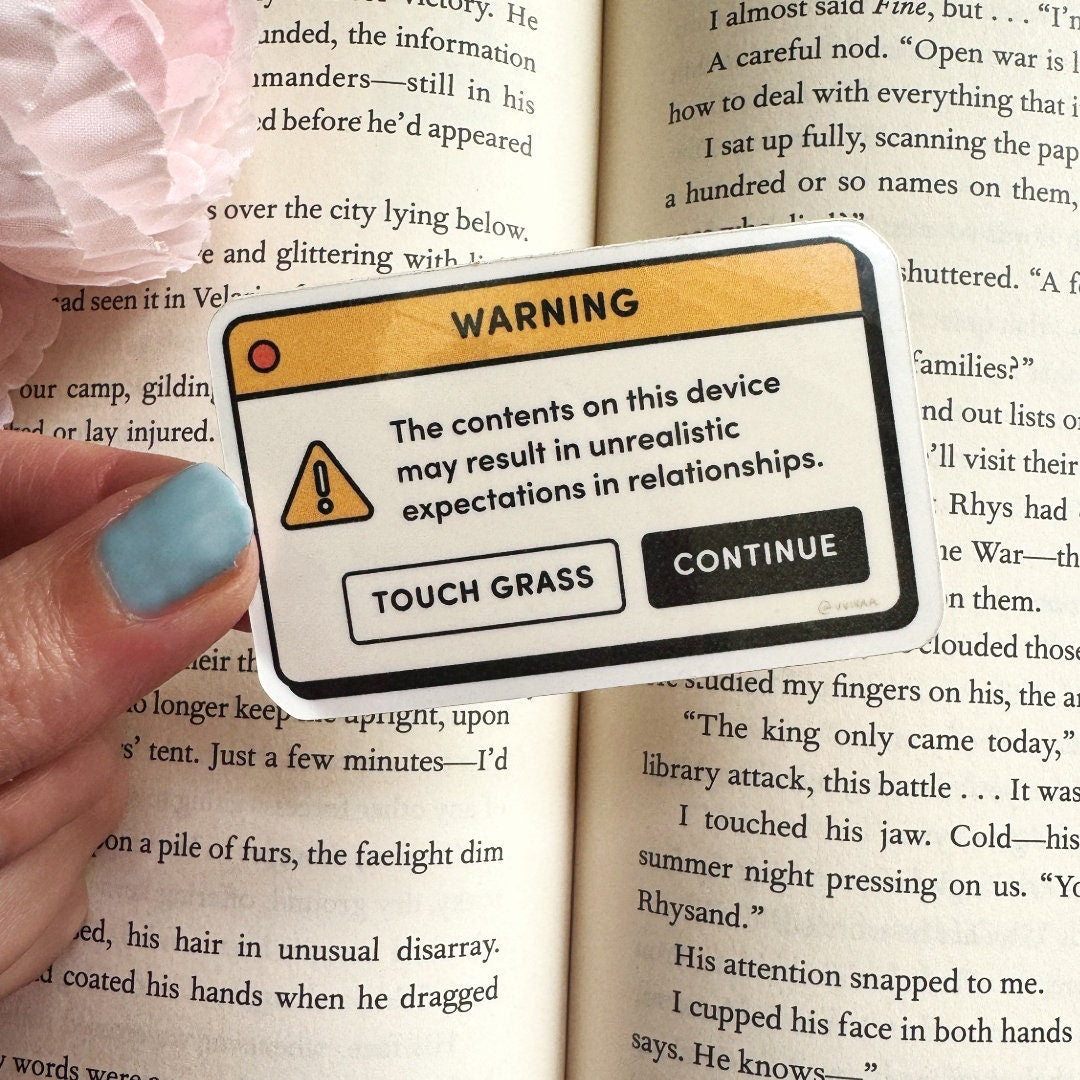 victory. He
unded, the information
mmanders—still in his
ed before he’d appeared
s over the city lying below.
and glittering with
ad seen it in
our camp, gilding
or lay injured.
WARNING
The contents on this device
may result in unrealistic
expectations in relationships.
TOUCH GRASS
CONTINUE
longer keep upright, upon
s’ tent. Just a few minutes—I’d
on a pile of furs, the faelight dim
ed, his hair in unusual disarray.
coated his hands when he dragged
words were
I almost said Fine, but . . . “I’m
A careful nod. “Open war is
how to deal with everything that
I sat up fully, scanning the pap
a hundred or so names on them,
shuttered. “A
families?”
nd out lists
’ll visit their
Rhys had
he War—th
on them.
clouded those
studied my fingers on his, the
“The king only came today,”
library attack, this battle . . . It was
I touched his jaw. Cold—his
summer night pressing on us. “Yo
Rhysand.”
His attention snapped to me.
I cupped his face in both hands
says. He knows—”